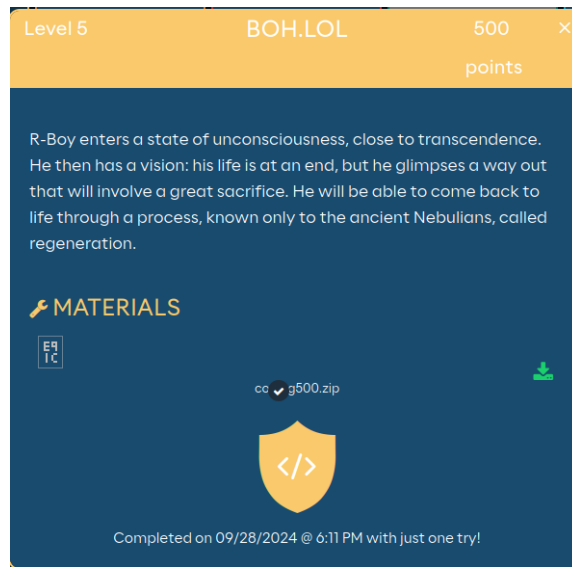 Level 5 BOH.LOL 500 ×
points
R-Boy enters a state of unconsciousness, close to transcendence.
He then has a vision: his life is at an end, but he glimpses a way out
that will involve a great sacrifice. He will be able to come back to
life through a process, known only to the ancient Nebulians, called
regeneration.
MATERIALS
g500.zip
</>
Completed on 09/28/2024 @ 6:11 PM with just one try!